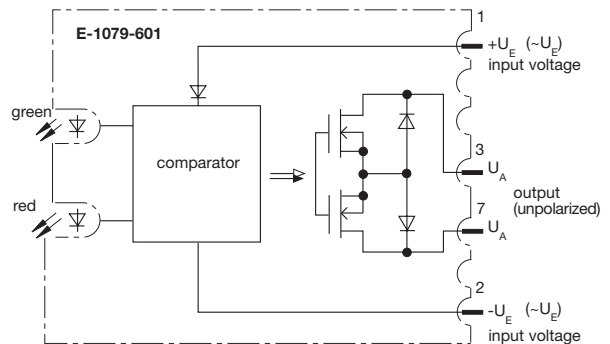 E-1079-601
1
+U_E (~U_E)
input voltage
green
comparator
3
U_A
output
(unpolarized)
red
7
U_A
2
-U_E (~U_E)
input voltage